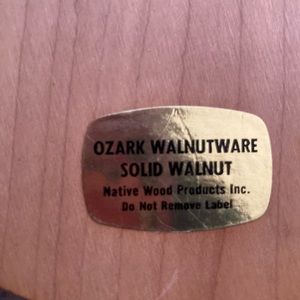 OZARK WALNUTWARE
SOLID WALNUT
Native Wood Products Inc.
Do Not Remove Label